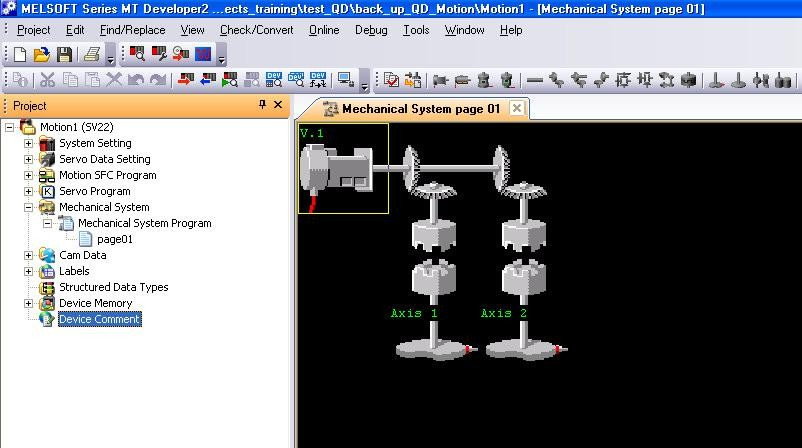 MELSOFT Series MT Developer2 ...ects_training\test_QD\back_up_QD_Motion\Motion1 - [Mechanical System page 01]
Project Edit Find/Replace View Check/Convert Online Debug Tools Window Help
DEV DEV DEV
Project
Mechanical System page 01
Motion1 (SV22)
System Setting
Servo Data Setting
Motion SFC Program
Servo Program
Mechanical System
Mechanical System Program
page01
Cam Data
Labels
Structured Data Types
Device Memory
Device Comment
V.1
Axis 1
Axis 2